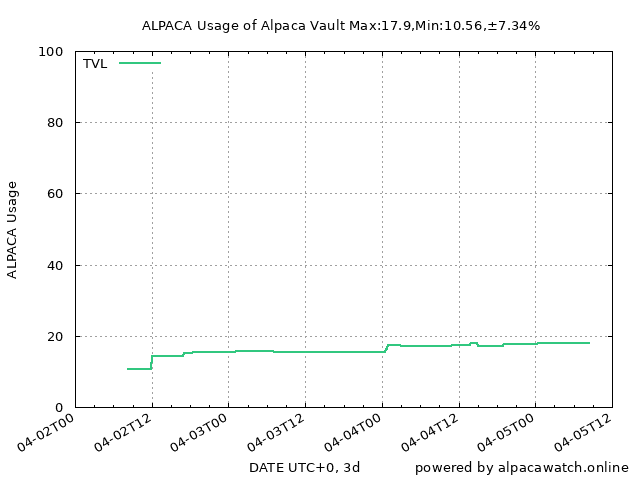 ALPACA Usage of Alpaca Vault Max:17.9,Min:10.56,±7.34%
TVL
ALPACA Usage
100
80
60
40
20
0
04-02T00
04-02T12
04-03T00
04-03T12
04-04T00
04-04T12
04-05T00
04-05T12
DATE UTC+0, 3d
powered by alpacawatch.online